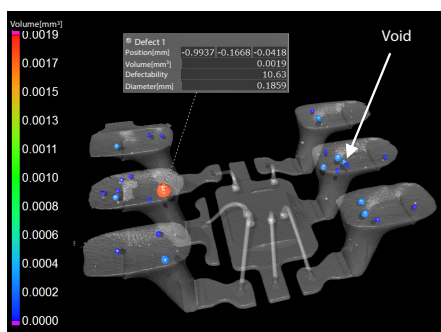 Volume[mm³]
0.0019
0.0017
0.0015
0.0013
0.0011
0.0009
0.0008
0.0006
0.0004
0.0002
0.0000
Defect 1
Position[mm] -0.9937 -0.1668 -0.0418
Volume[mm³] 0.0019
Defectability 10.63
Diameter[mm] 0.1859
Void